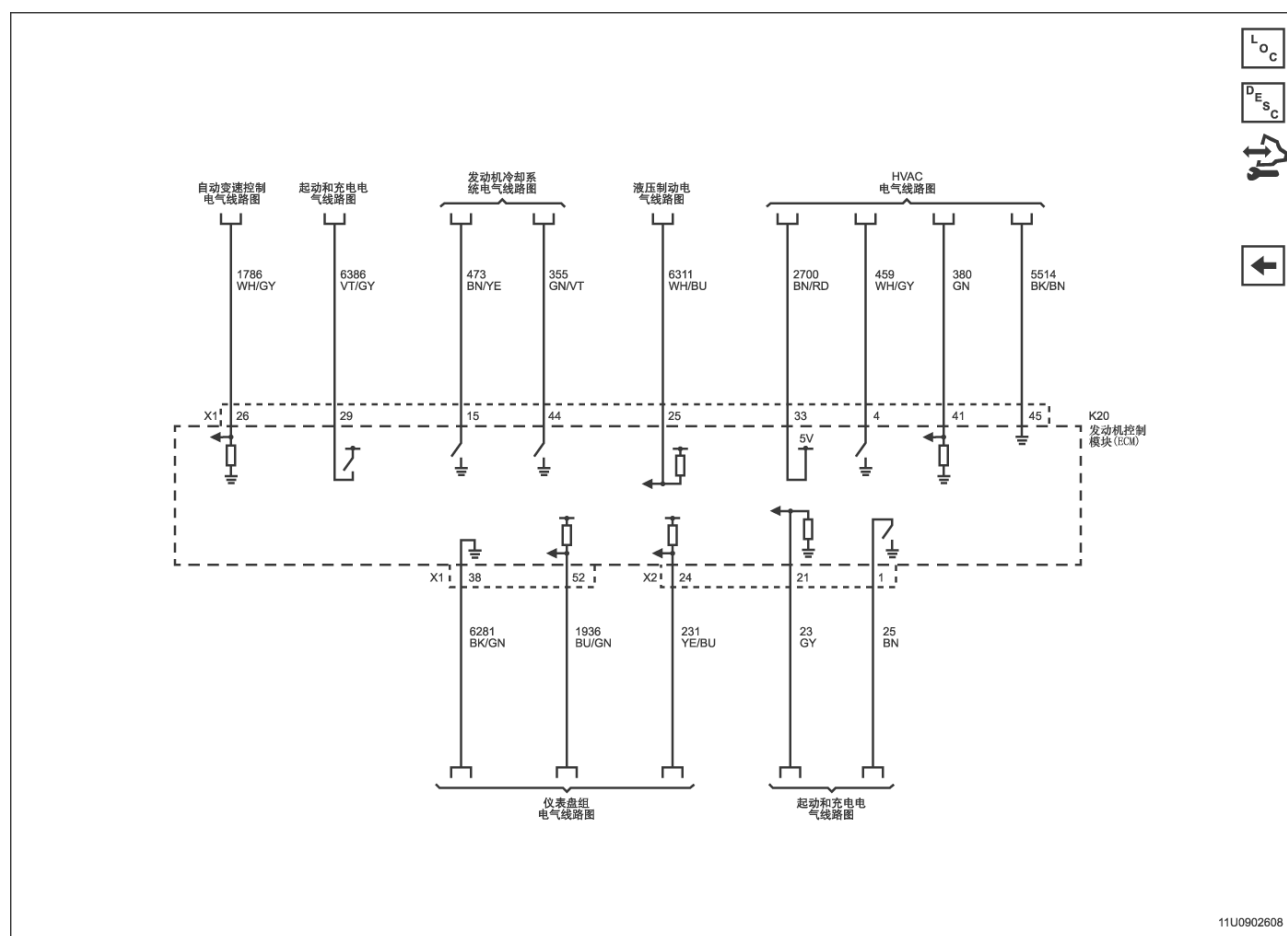 LOC
DESC
自动变速控制
电气线路图
起动和充电电
气线路图
发动机冷却系
统电气线路图
液压制动电
气线路图
HVAC
电气线路图
1786
WH/GY
6386
VT/GY
473
BN/YE
355
GN/VT
6311
WH/BU
2700
BN/RD
459
WH/GY
380
GN
5514
BK/BN
X1 26 29 15 44 25 33 4 41 45
K20
发动机控制
模块(ECM)
5V
X1 38 52 X2 24 21 1
6281
BK/GN
1936
BU/GN
231
YE/BU
23
GY
25
BN
仪表盘组
电气线路图
起动和充电电
气线路图
11U0902608